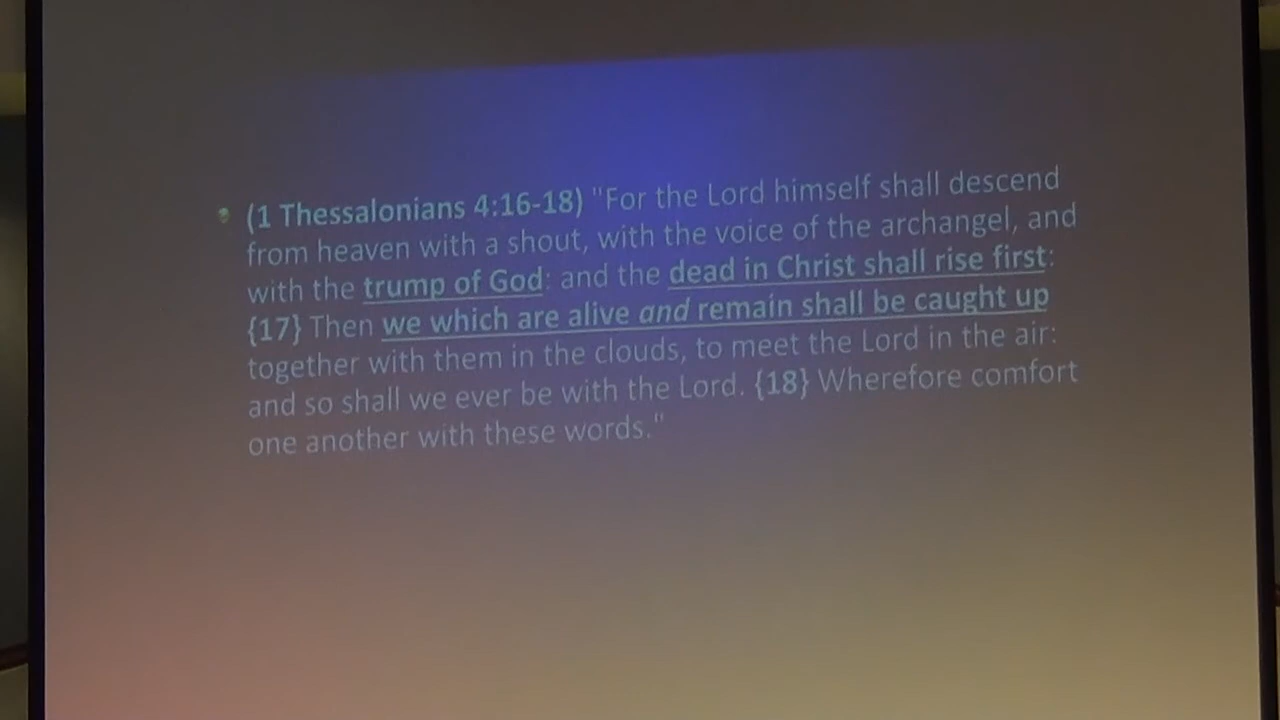 (1 Thessalonians 4:16-18) "For the Lord himself shall descend
from heaven with a shout, with the voice of the archangel, and
with the trump of God: and the dead in Christ shall rise first:
{17} Then we which are alive and remain shall be caught up
together with them in the clouds, to meet the Lord in the air:
and so shall we ever be with the Lord. {18} Wherefore comfort
one another with these words."